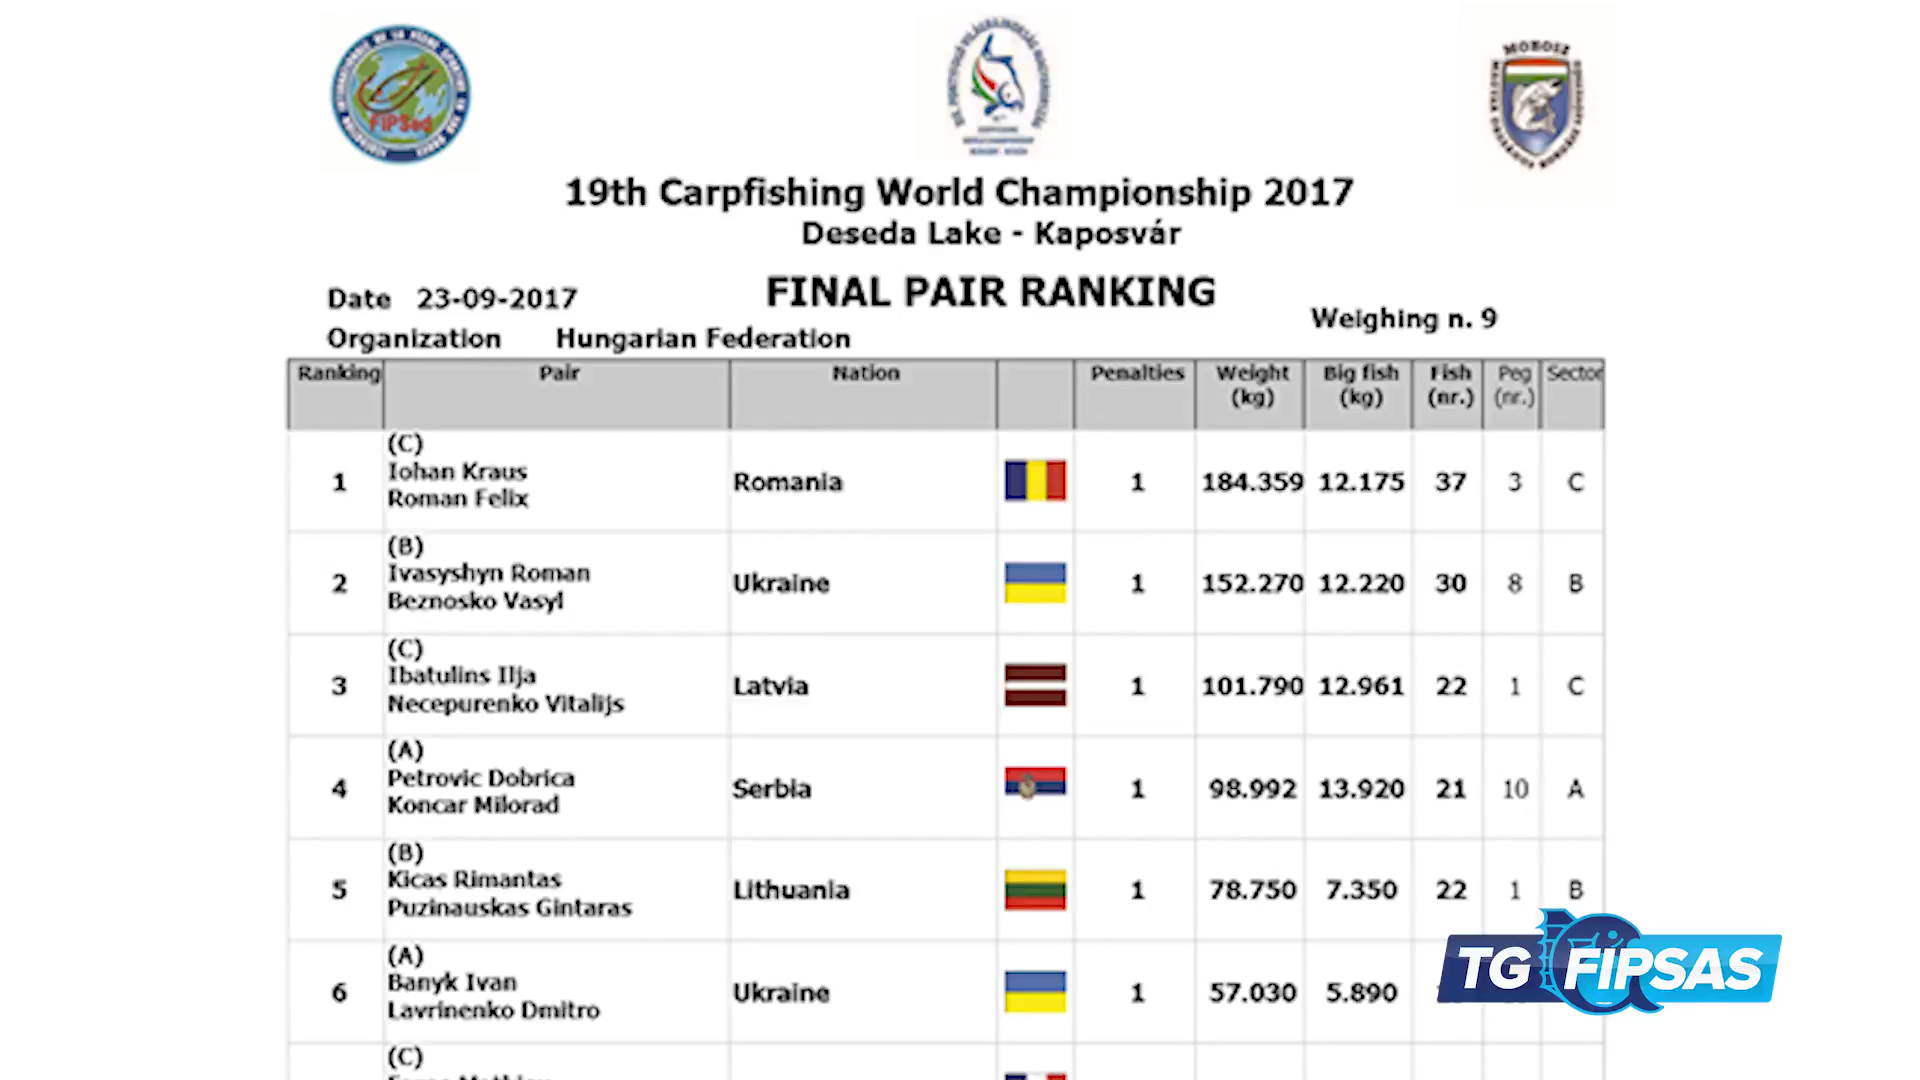 FIPSed
MOHOSZ
19th Carpfishing World Championship 2017
Deseda Lake - Kaposvár
FINAL PAIR RANKING
Date 23-09-2017
Weighing n. 9
Organization Hungarian Federation
Ranking Pair Nation Penalties Weight (kg) Big fish (kg) Fish (nr.) Peg (nr.) Sector
(C)
Iohan Kraus
1 Romania 1 184.359 12.175 37 3 C
Roman Felix
(B)
Ivasyshyn Roman
2 Ukraine 1 152.270 12.220 30 8 B
Beznosko Vasyl
(C)
Ibatulins Ilja
3 Latvia 1 101.790 12.961 22 1 C
Necepurenko Vitalijs
(A)
Petrovic Dobrica
4 Serbia 1 98.992 13.920 21 10 A
Koncar Milorad
(B)
Kicas Rimantas
5 Lithuania 1 78.750 7.350 22 1 B
Puzinauskas Gintaras
(A)
Banyk Ivan
6 Ukraine 1 57.030 5.890
Lavrinenko Dmitro
(C)
TG FIPSAS